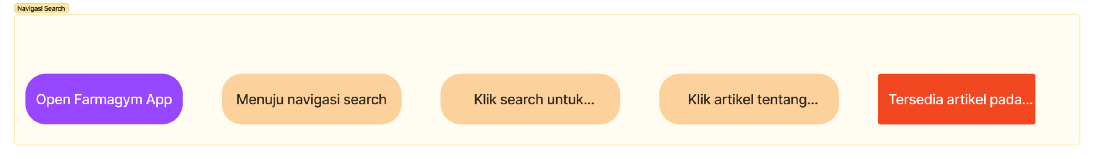 Navigasi Search
Open Farmagym App
Menuju navigasi search
Klik search untuk...
Klik artikel tentang...
Tersedia artikel pada...